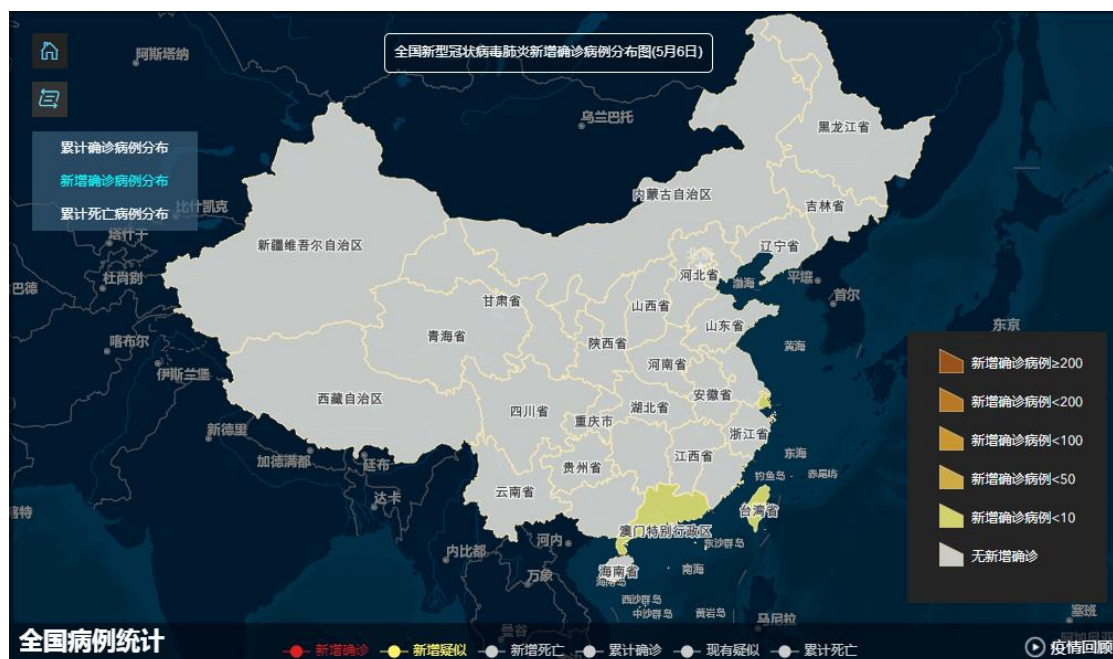 全国新型冠状病毒肺炎新增确诊病例分布图(5月6日)
阿斯塔纳
乌兰巴托
黑龙江省
累计确诊病例分布
新增确诊病例分布
累计死亡病例分布
内蒙古自治区
吉林省
比什凯克
塔什干
新疆维吾尔自治区
辽宁省
杜尚别
巴德
河北省
渤海
平壤
首尔
甘肃省
山西省
山东省
东京
青海省
陕西省
黄海
喀布尔
伊斯兰堡
河南省
新增确诊病例≥200
西藏自治区
安徽省
四川省
湖北省
重庆市
新增确诊病例<200
新德里
浙江省
加德满都
廷布
江西省
东海
新增确诊病例<100
贵州省
钓鱼岛
赤尾屿
新增确诊病例<50
达卡
云南省
喀特
台湾省
新增确诊病例<10
澳门特别行政区
内比都
河内
东沙群岛
无新增确诊
万象
海南省
海南岛
南海
西沙群岛
中沙群岛
黄岩岛
马尼拉
塞班
曼谷
全国病例统计
新增确诊
新增疑似
新增死亡
累计确诊
现有疑似
累计死亡
疫情回顾